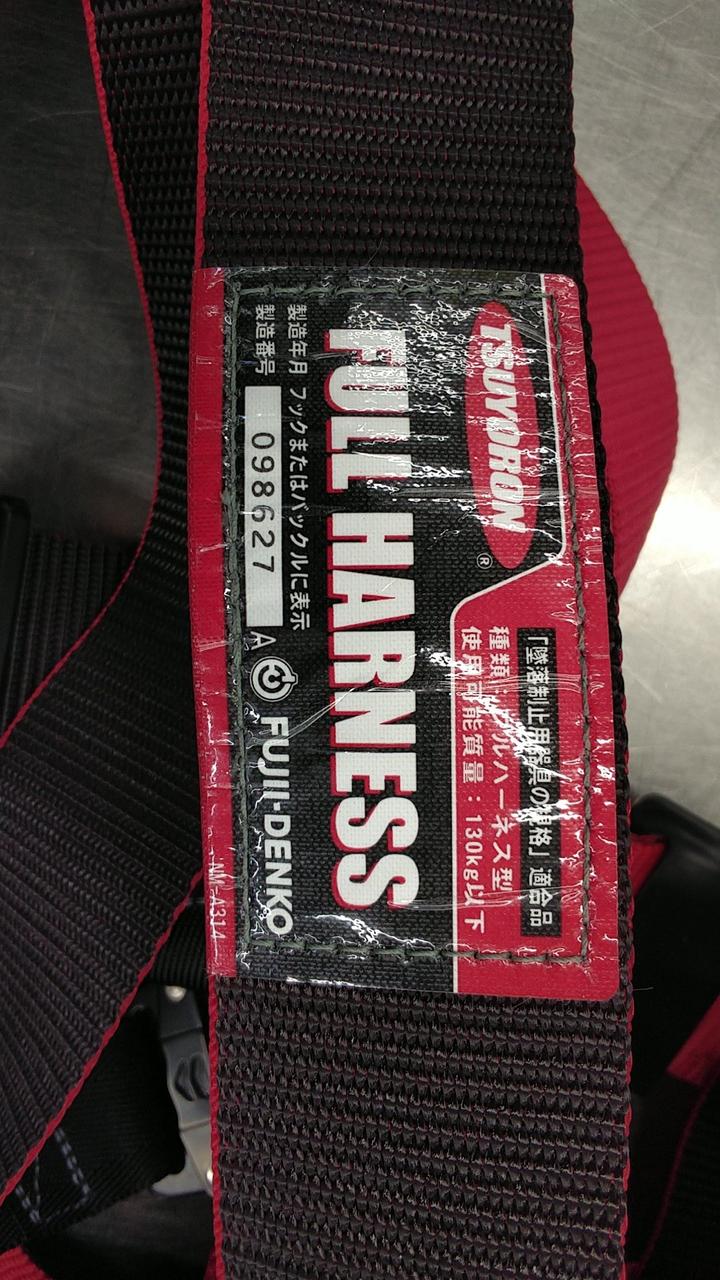 TSUYORON®
「墜落制止用器具の規格」適合品
種類:フルハーネス型
使用可能質量:130kg以下
FULL HARNESS
製造年月 フックまたはバックルに表示
製造番号 098627 A FUJII-DENKO
NM-A314